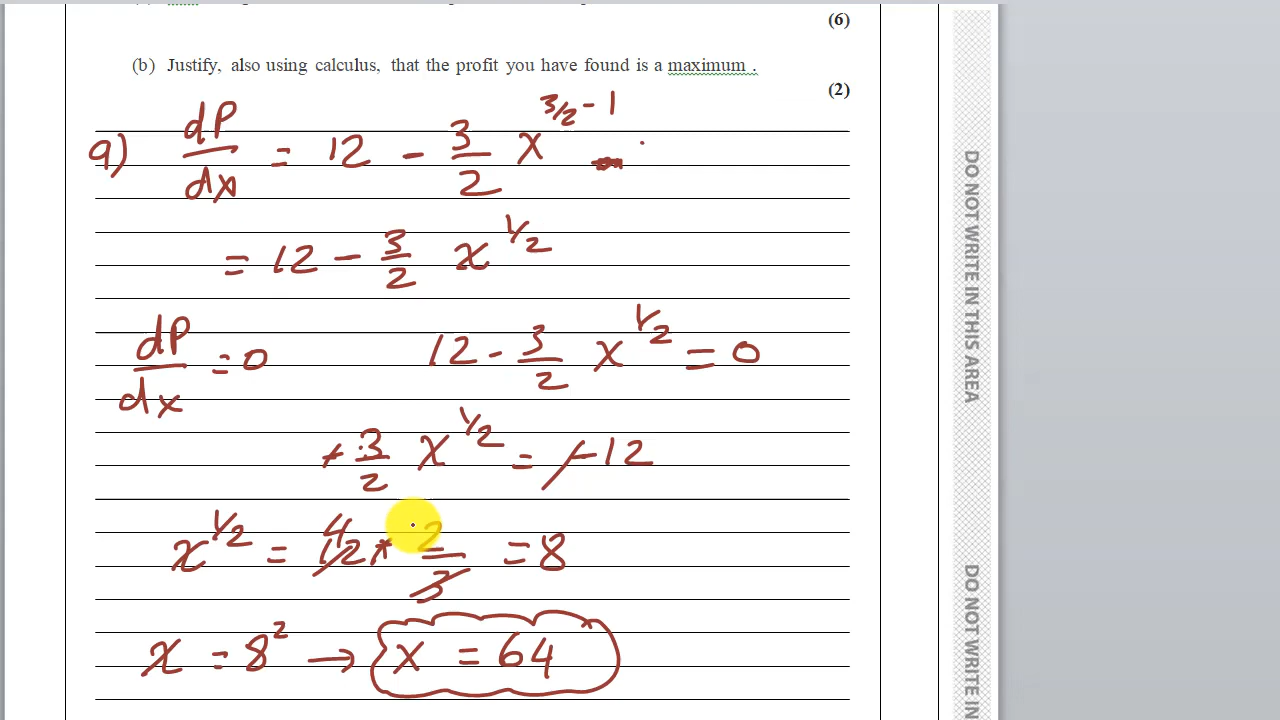 (6)
(b) Justify, also using calculus, that the profit you have found is a maximum .
(2)
a) dP/dx = 12 - 3/2 x^{3/2 - 1}
= 12 - 3/2 x^{1/2}
dP/dx = 0 12 - 3/2 x^{1/2} = 0
- 3/2 x^{1/2} = -12
x^{1/2} = 12 4 × 2/3 = 8
x = 8^2 → x = 64
DO NOT WRITE IN THIS AREA
DO NOT WRITE IN